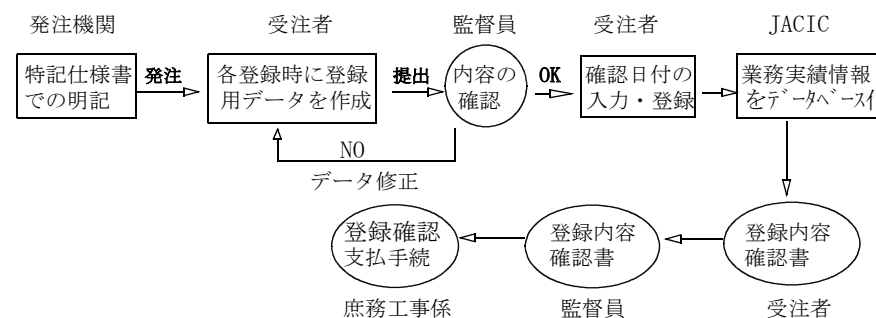 発注機関
受注者
監督員
受注者
JACIC
特記仕様書
での明記
発注
各登録時に登録
用データを作成
提出
内容の
確認
OK
確認日付の
入力・登録
業務実績情報
をデータベース化
NO
データ修正
登録確認
支払手続
登録内容
確認書
登録内容
確認書
庶務工事係
監督員
受注者